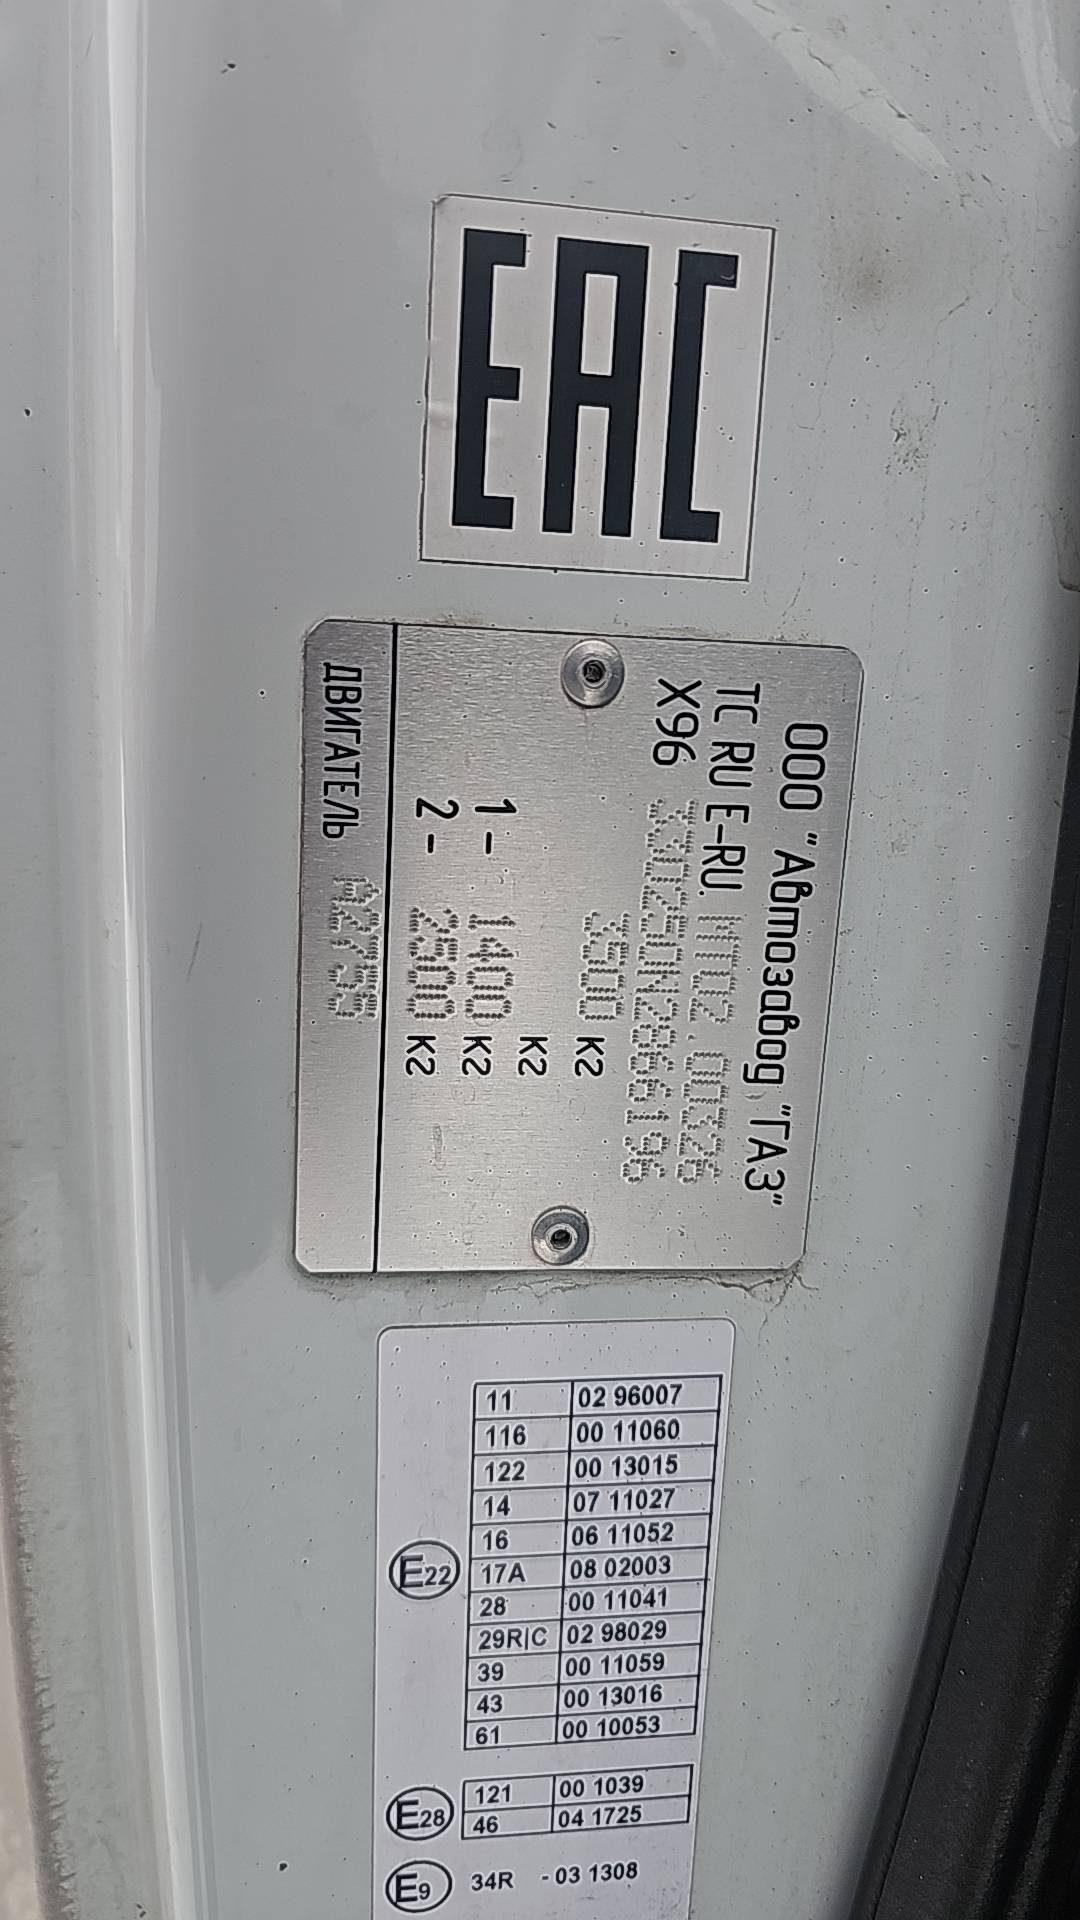 EAC
ООО "Автозавод "ГАЗ"
ТС RU E-RU. МТ02.00326
X96 330250N2866196
3500 кг
кг
1 - 1400 кг
2 - 2500 кг
ДВИГАТЕЛЬ A2755
E22
11 02 96007
116 00 11060
122 00 13015
14 07 11027
16 06 11052
17A 08 02003
28 00 11041
29R|C 02 98029
39 00 11059
43 00 13016
61 00 10053
E28
121 00 1039
46 04 1725
E9 34R - 03 1308